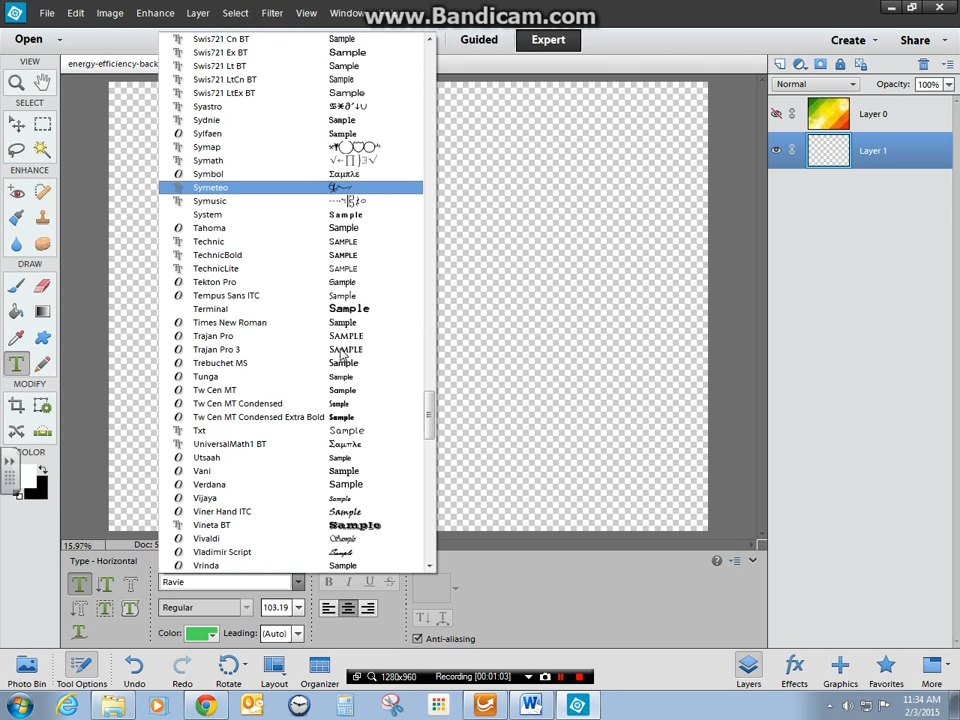 File Edit Image Enhance Layer Select Filter View Window
www.Bandicam.com
Open
Guided
Expert
Create
Share
VIEW
SELECT
ENHANCE
DRAW
MODIFY
COLOR
energy-efficiency-back
Swis721 Cn BT Sample
Swis721 Ex BT Sample
Swis721 Lt BT Sample
Swis721 LtCn BT Sample
Swis721 LtEx BT Sample
Syastro
Sydnie Sample
Sylfaen Sample
Symap
Symath
Symbol Σαμπλε
Symeteo
Symusic
System Sample
Tahoma Sample
Technic SAMPLE
TechnicBold SAMPLE
TechnicLite SAMPLE
Tekton Pro Sample
Tempus Sans ITC Sample
Terminal Sample
Times New Roman Sample
Trajan Pro SAMPLE
Trajan Pro 3 SAMPLE
Trebuchet MS Sample
Tunga Sample
Tw Cen MT Sample
Tw Cen MT Condensed Sample
Tw Cen MT Condensed Extra Bold Sample
Txt Sample
UniversalMath1 BT Σαμπλε
Utsaah Sample
Vani Sample
Verdana Sample
Vijaya Sample
Viner Hand ITC Sample
Vineta BT Sample
Vivaldi Sample
Vladimir Script Sample
Vrinda Sample
Normal
Opacity: 100%
Layer 0
Layer 1
15.97% Doc:
Type - Horizontal
Ravie
Regular
103.19
Color:
Leading: (Auto)
B I U S
Anti-aliasing
Photo Bin
Tool Options
Undo
Redo
Rotate
Layout
Organizer
1280x960 Recording [00:01:03]
Layers
Effects
Graphics
Favorites
More
11:34 AM
2/3/2015